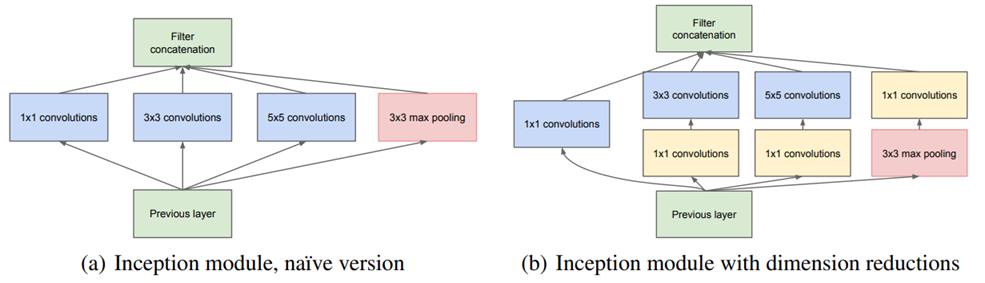 Filter
concatenation
1x1 convolutions
3x3 convolutions
5x5 convolutions
3x3 max pooling
Previous layer
(a) Inception module, naïve version
Filter
concatenation
3x3 convolutions
5x5 convolutions
1x1 convolutions
1x1 convolutions
1x1 convolutions
1x1 convolutions
3x3 max pooling
Previous layer
(b) Inception module with dimension reductions